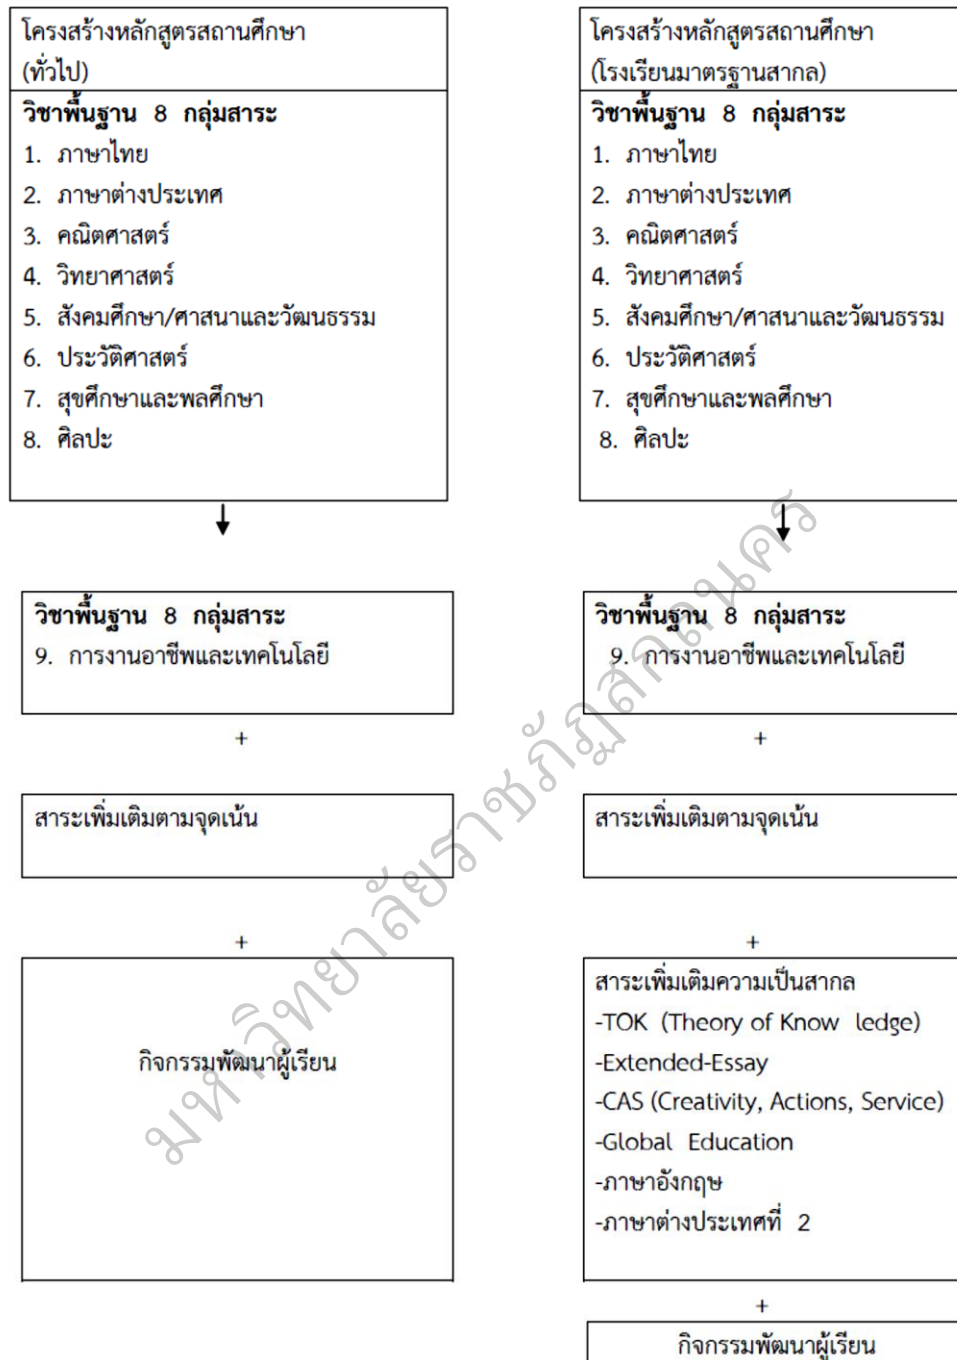 โครงสร้างหลักสูตรสถานศึกษา
(ทั่วไป)
วิชาพื้นฐาน 8 กลุ่มสาระ
1. ภาษาไทย
2. ภาษาต่างประเทศ
3. คณิตศาสตร์
4. วิทยาศาสตร์
5. สังคมศึกษา/ศาสนาและวัฒนธรรม
6. ประวัติศาสตร์
7. สุขศึกษาและพลศึกษา
8. ศิลปะ
วิชาพื้นฐาน 8 กลุ่มสาระ
9. การงานอาชีพและเทคโนโลยี
+
สาระเพิ่มเติมตามจุดเน้น
+
กิจกรรมพัฒนาผู้เรียน
โครงสร้างหลักสูตรสถานศึกษา
(โรงเรียนมาตรฐานสากล)
วิชาพื้นฐาน 8 กลุ่มสาระ
1. ภาษาไทย
2. ภาษาต่างประเทศ
3. คณิตศาสตร์
4. วิทยาศาสตร์
5. สังคมศึกษา/ศาสนาและวัฒนธรรม
6. ประวัติศาสตร์
7. สุขศึกษาและพลศึกษา
8. ศิลปะ
วิชาพื้นฐาน 8 กลุ่มสาระ
9. การงานอาชีพและเทคโนโลยี
+
สาระเพิ่มเติมตามจุดเน้น
+
สาระเพิ่มเติมความเป็นสากล
-TOK (Theory of Know ledge)
-Extended-Essay
-CAS (Creativity, Actions, Service)
-Global Education
-ภาษาอังกฤษ
-ภาษาต่างประเทศที่ 2
+
กิจกรรมพัฒนาผู้เรียน
มหาวิทยาลัยราชภัฏสกลนคร